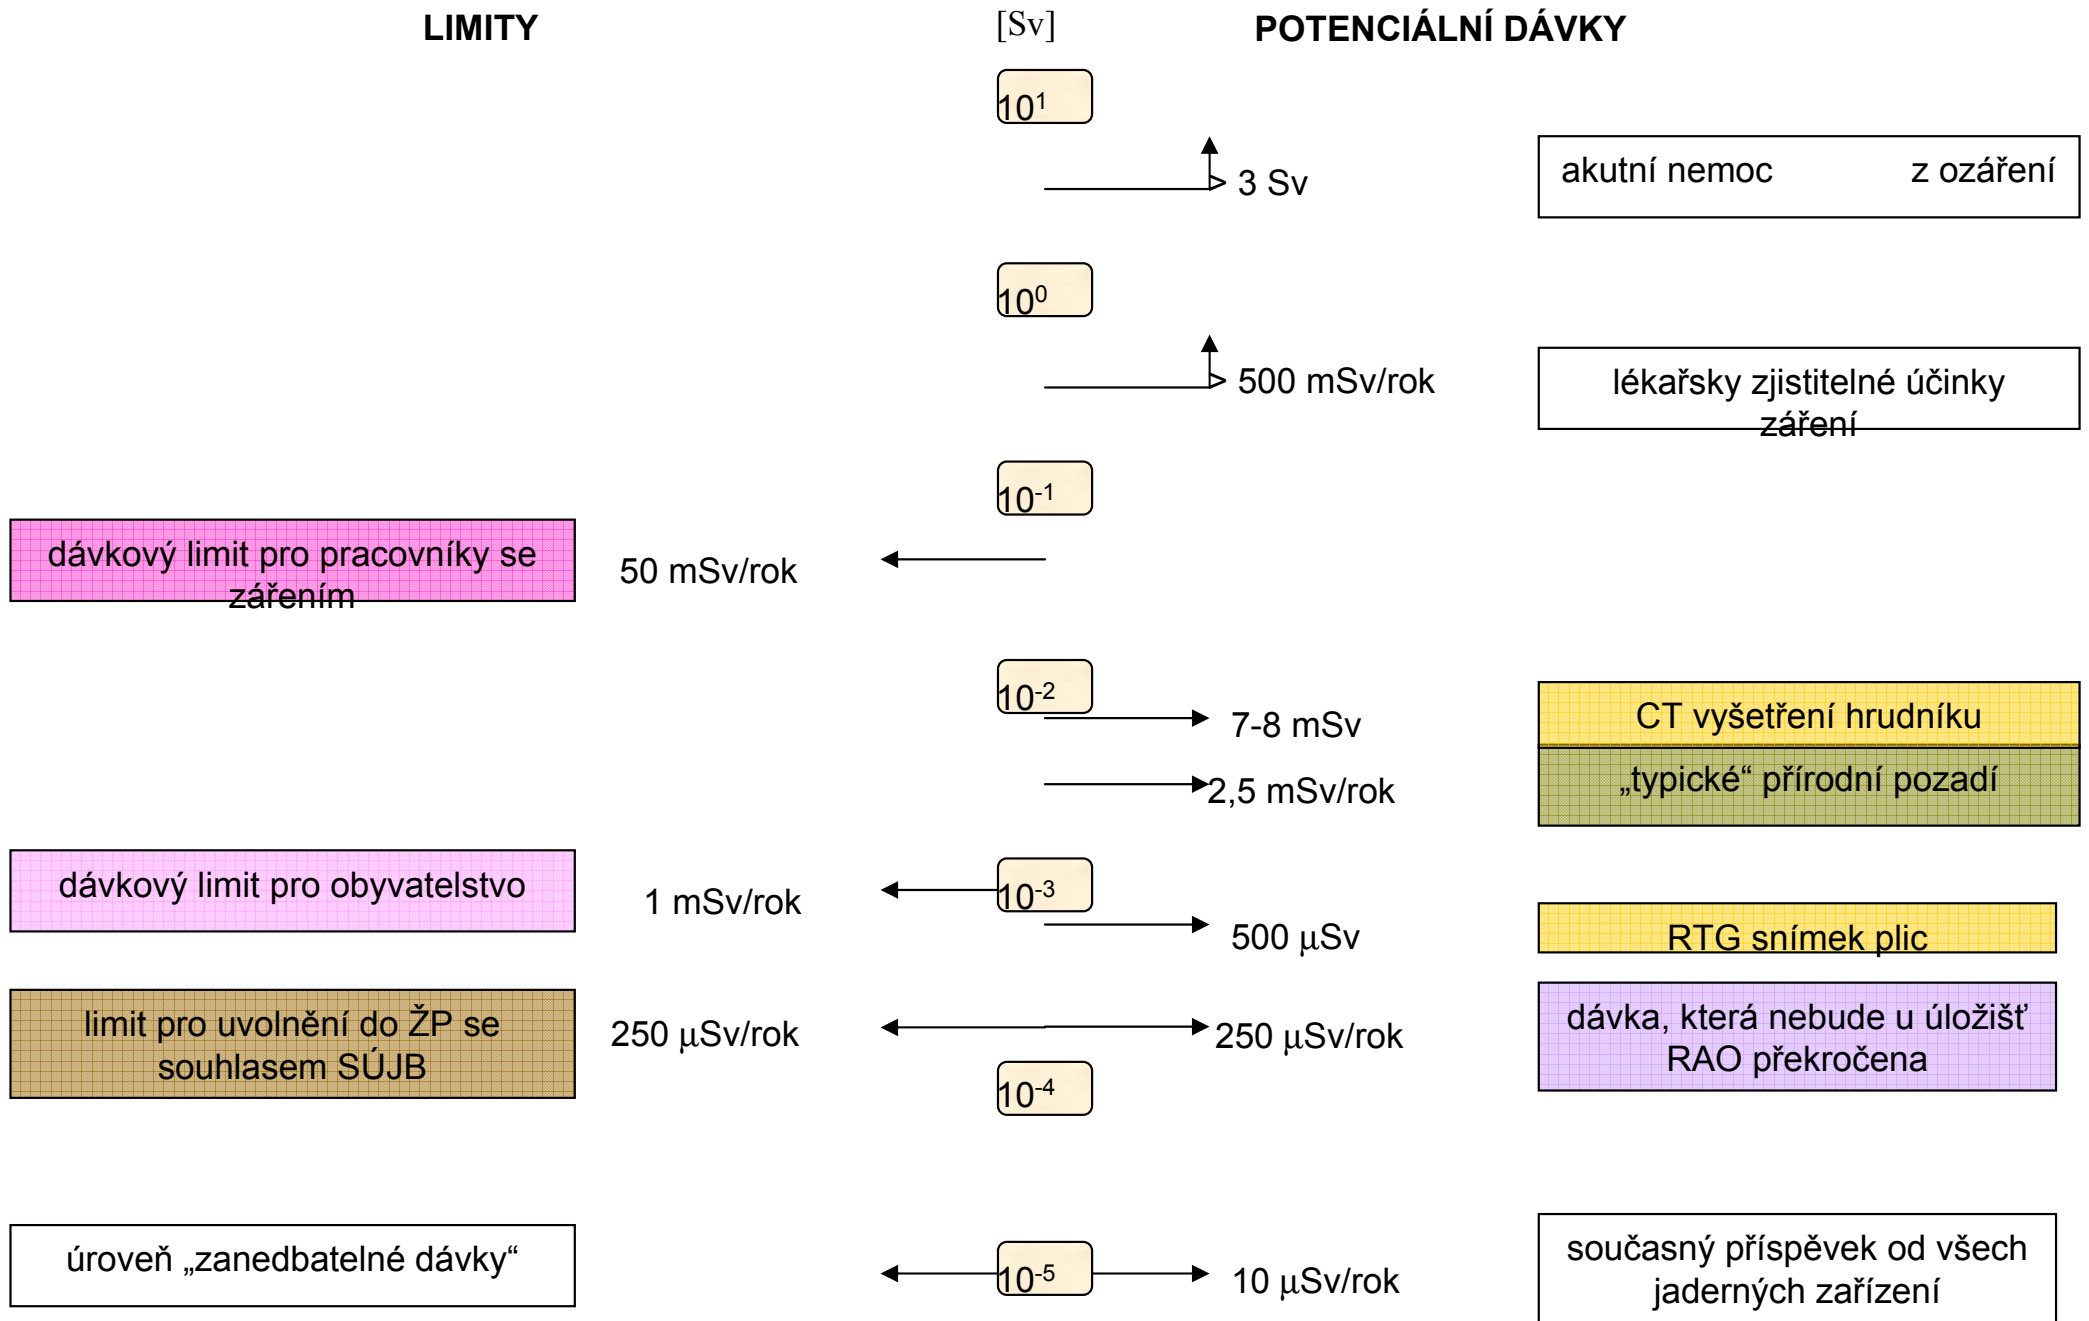 LIMITY
[Sv]
POTENCIÁLNÍ DÁVKY
10¹
3 Sv
akutní nemoc z ozáření
10⁰
500 mSv/rok
lékařsky zjistitelné účinky
záření
10⁻¹
dávkový limit pro pracovníky se
zářením
50 mSv/rok
10⁻²
7-8 mSv
CT vyšetření hrudníku
2,5 mSv/rok
„typické“ přírodní pozadí
dávkový limit pro obyvatelstvo
1 mSv/rok
10⁻³
500 μSv
RTG snímek plic
limit pro uvolnění do ŽP se
souhlasem SÚJB
250 μSv/rok
250 μSv/rok
dávka, která nebude u úložišť
RAO překročena
10⁻⁴
úroveň „zanedbatelné dávky“
10⁻⁵
10 μSv/rok
současný příspěvek od všech
jaderných zařízení